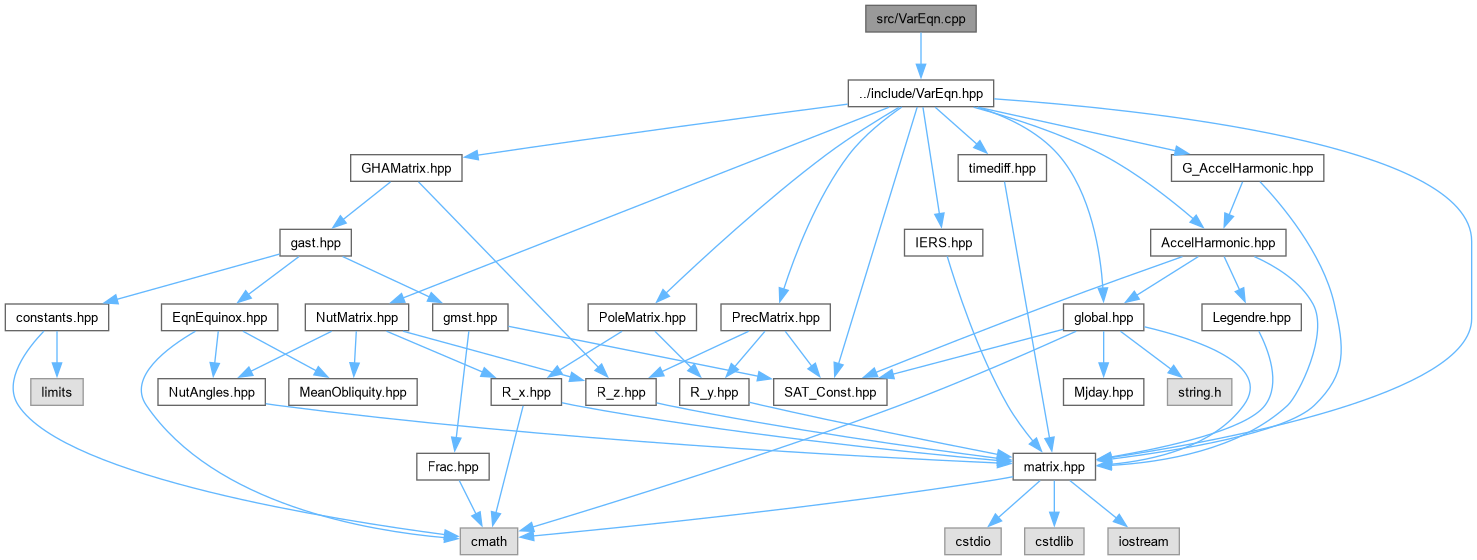 src/VarEqn.cpp
../include/VarEqn.hpp
GHAMatrix.hpp
timediff.hpp
G_AccelHarmonic.hpp
gast.hpp
IERS.hpp
AccelHarmonic.hpp
constants.hpp
EqnEquinox.hpp
NutMatrix.hpp
gmst.hpp
PoleMatrix.hpp
PrecMatrix.hpp
global.hpp
Legendre.hpp
limits
NutAngles.hpp
MeanObliquity.hpp
R_x.hpp
R_z.hpp
R_y.hpp
SAT_Const.hpp
Mjday.hpp
string.h
Frac.hpp
matrix.hpp
cmath
cstdio
cstdlib
iostream